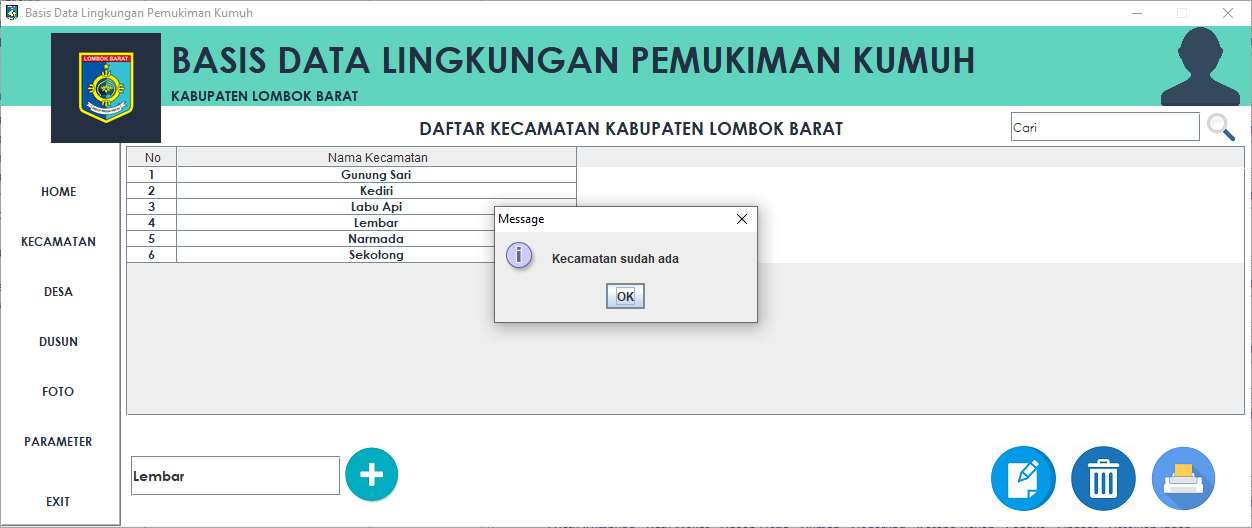 Basis Data Lingkungan Pemukiman Kumuh
LOMBOK BARAT
BASIS DATA LINGKUNGAN PEMUKIMAN KUMUH
KABUPATEN LOMBOK BARAT
DAFTAR KECAMATAN KABUPATEN LOMBOK BARAT
Cari
No Nama Kecamatan
1 Gunung Sari
2 Kediri
3 Labu Api
4 Lembar
5 Narmada
6 Sekotong
Message
Kecamatan sudah ada
OK
HOME
KECAMATAN
DESA
DUSUN
FOTO
PARAMETER
EXIT
Lembar